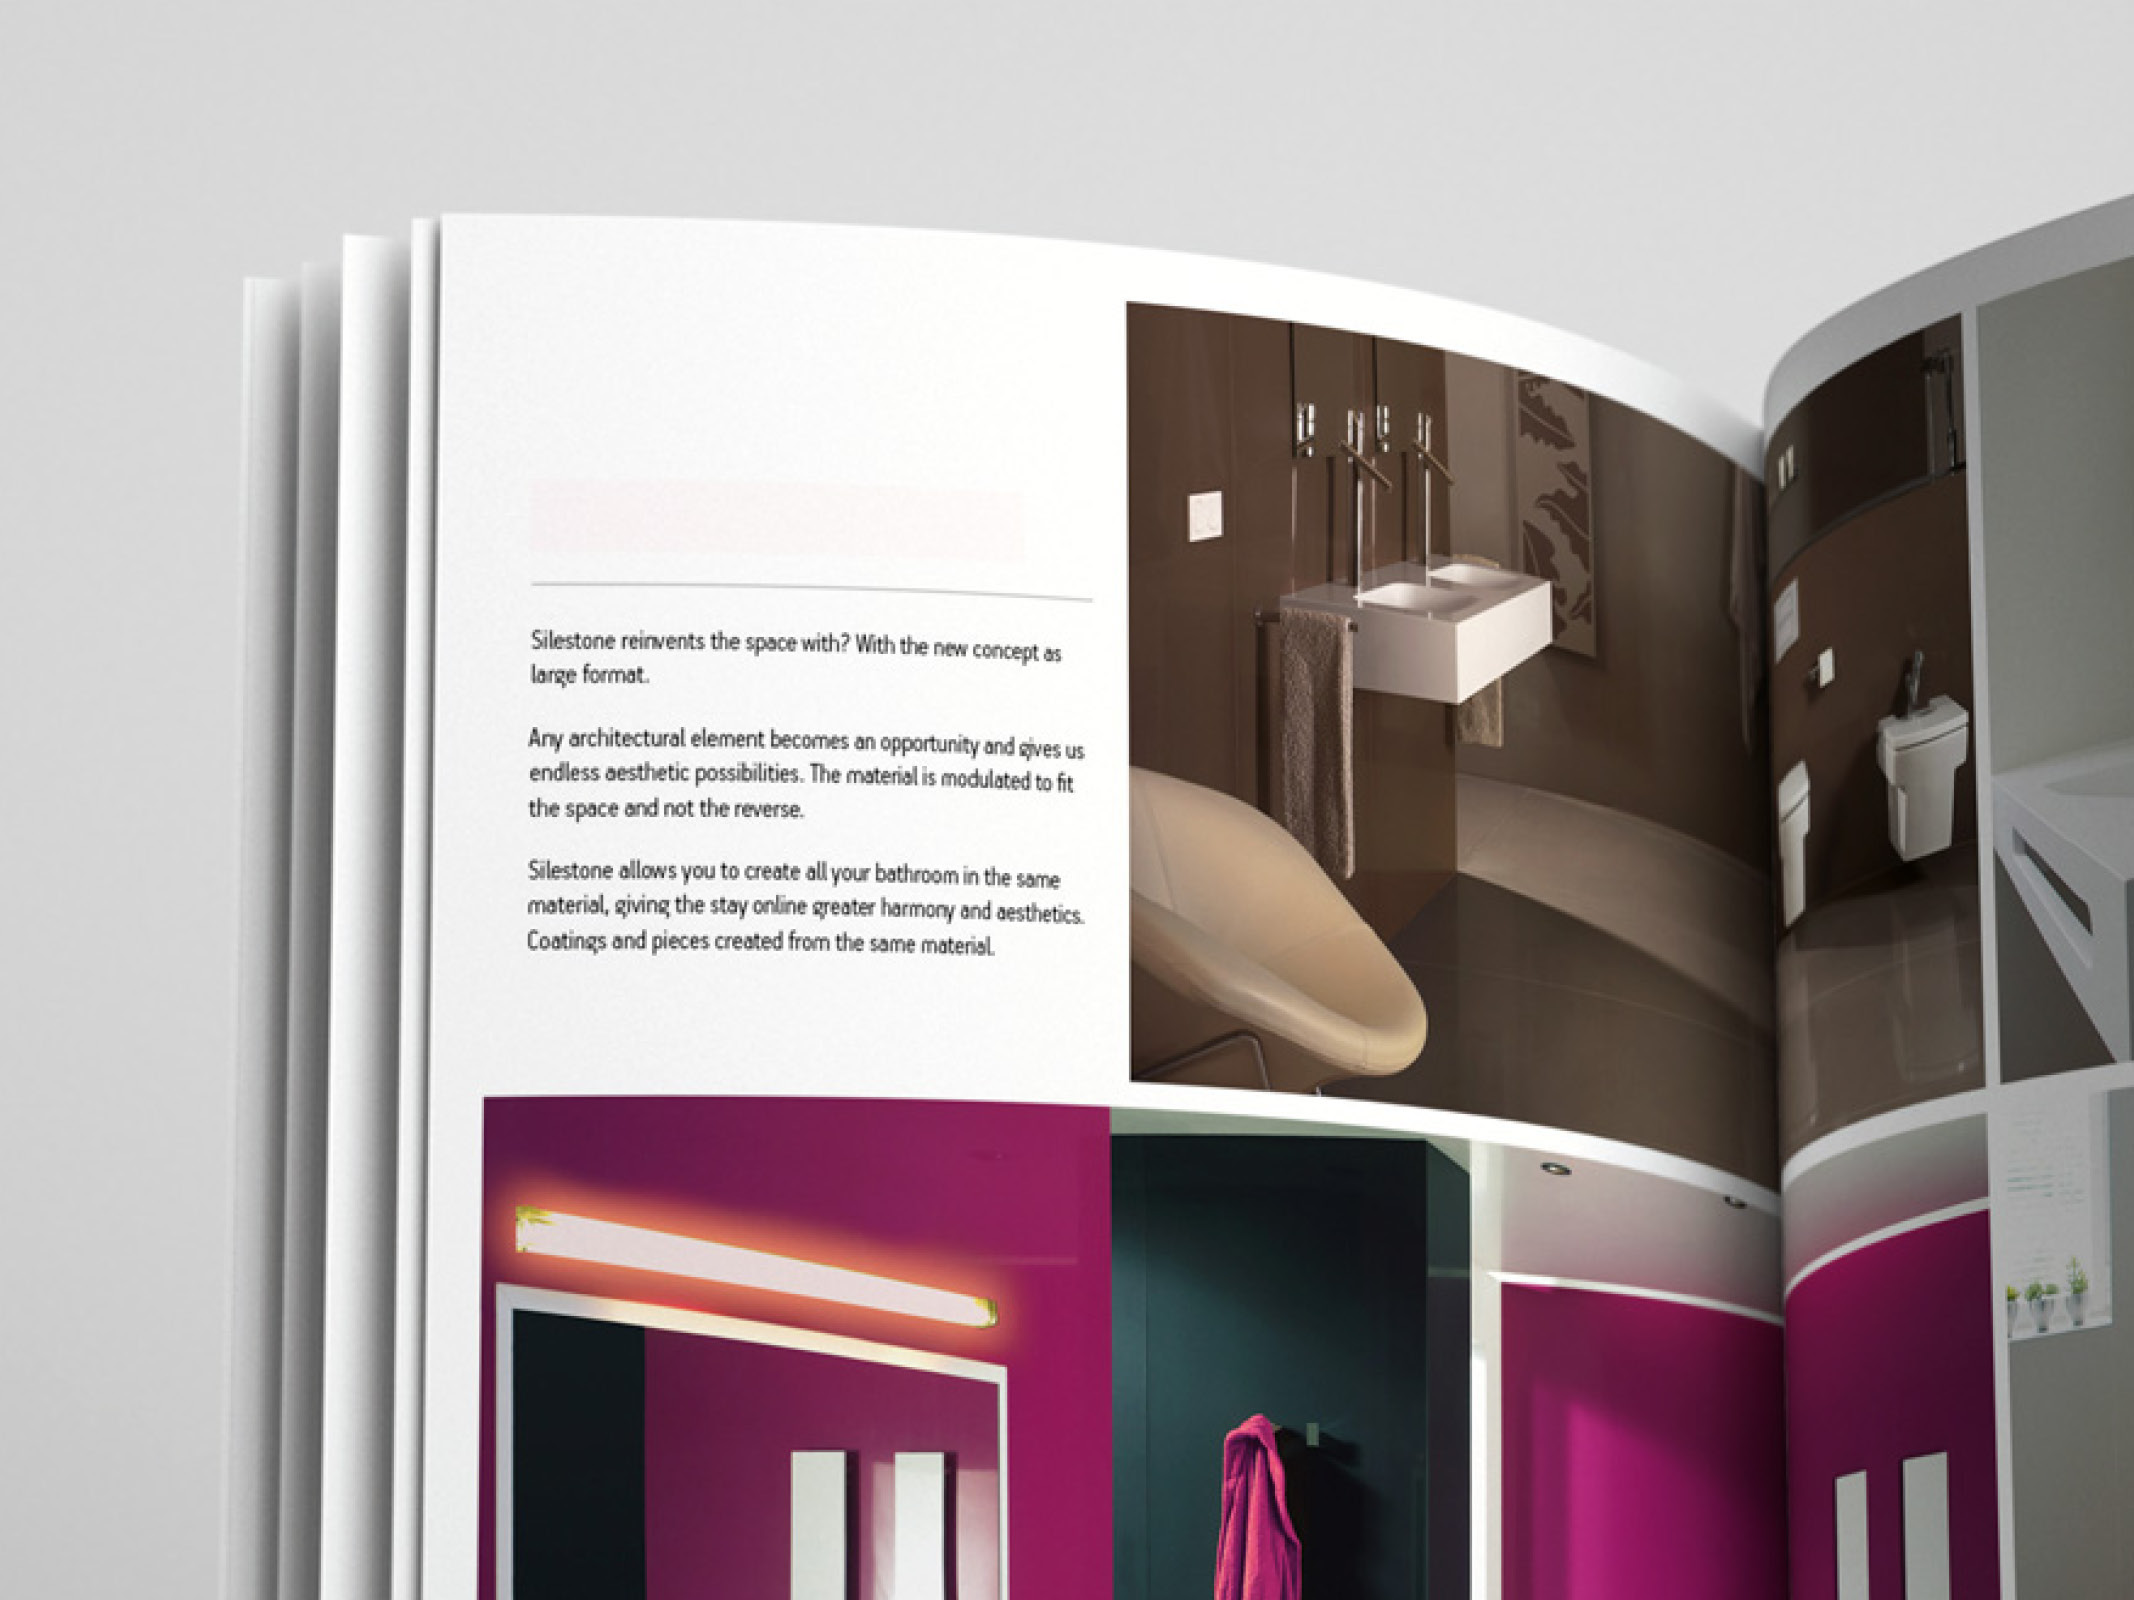 Silestone reinvents the space with? With the new concept as
large format.
Any architectural element becomes an opportunity and gives us
endless aesthetic possibilities. The material is modulated to fit
the space and not the reverse.
Silestone allows you to create all your bathroom in the same
material, giving the stay online greater harmony and aesthetics.
Coatings and pieces created from the same material.